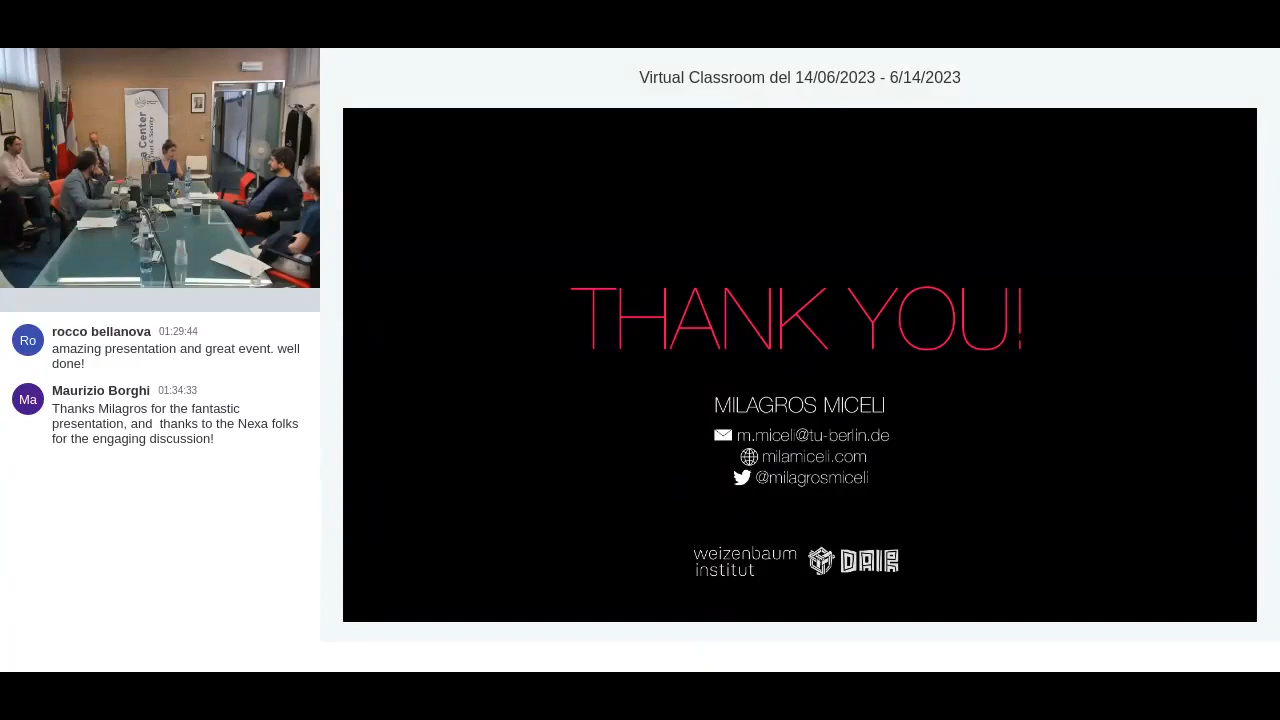 Virtual Classroom del 14/06/2023 - 6/14/2023
a Center
THANK YOU!
MILAGROS MICELI
m.miceli@tu-berlin.de
milamiceli.com
@milagrosmiceli
weizenbaum
institut
DAIR
Ro
rocco bellanova 01:29:44
amazing presentation and great event. well
done!
Ma
Maurizio Borghi 01:34:33
Thanks Milagros for the fantastic
presentation, and  thanks to the Nexa folks
for the engaging discussion!